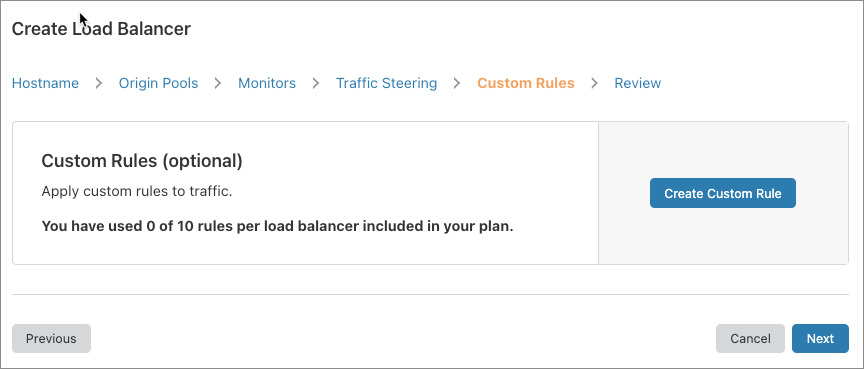 Create Load Balancer
Hostname > Origin Pools > Monitors > Traffic Steering > Custom Rules > Review
Custom Rules (optional)
Apply custom rules to traffic.
You have used 0 of 10 rules per load balancer included in your plan.
Create Custom Rule
Previous
Cancel
Next